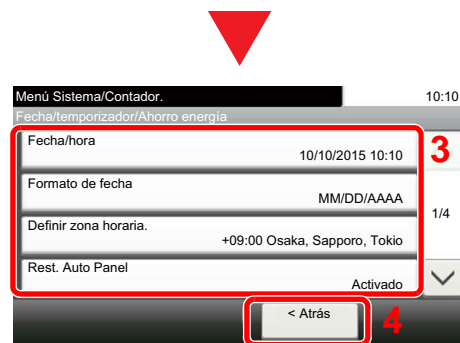 Menú Sistema/Contador.
10:10
Fecha/temporizador/Ahorro energía
Fecha/hora
10/10/2015 10:10
3
Formato de fecha
MM/DD/AAAA
1/4
Definir zona horaria.
+09:00 Osaka, Sapporo, Tokio
Rest. Auto Panel
Activado
< Atrás
4